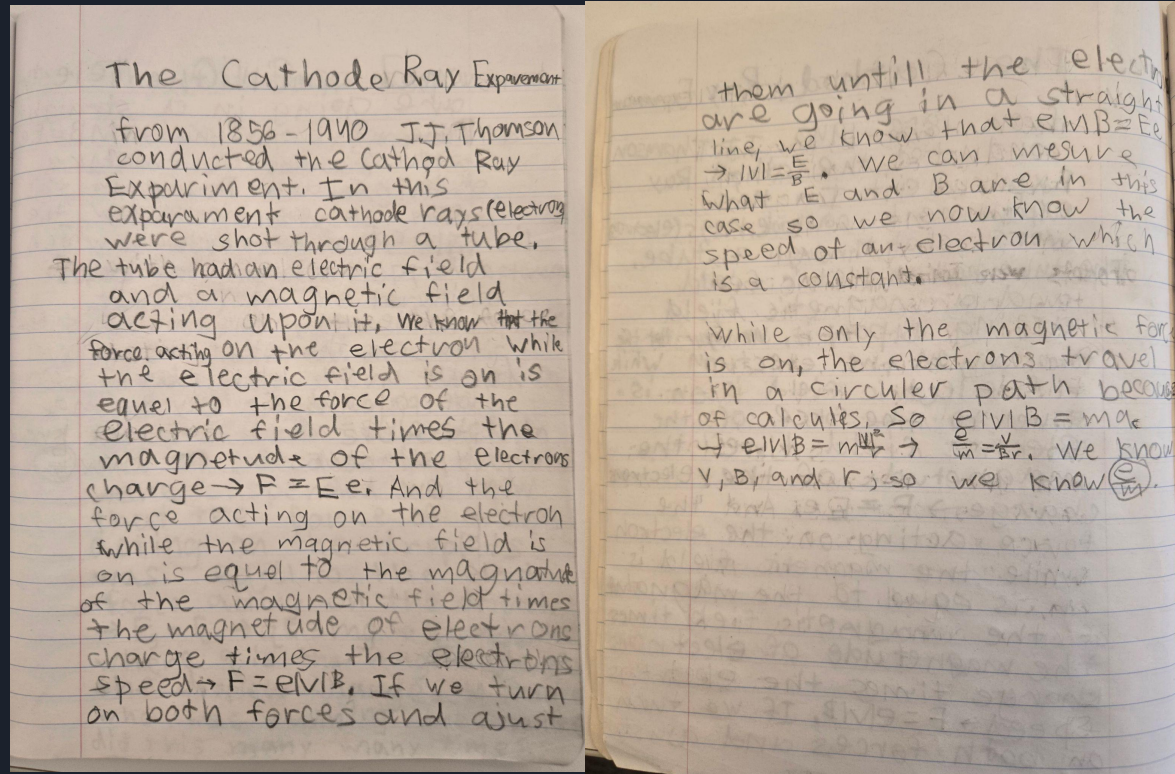 The Cathode Ray Expavement
from 1856-1940 J.J. Thomson
conducted the Cathod Ray
Expariment. In this
exparament cathode rays (electrons
were shot through a tube.
The tube had an electric field
and a magnetic field
acting upon it, we know that the
force acting on the electron while
the electric field is on is
equel to the force of the
electric field times the
magnetude of the electrons
charge → F = Ee. And the
force acting on the electron
while the magnetic field is
on is equel to the
of the magnetic field times
the magnetude of electrons
charge times the electrons
speed → F = e|v|B. If we turn
on both forces and ajust
them untill the
are going in a straight
line, we know that e|v|B = Ee
→ |v| = E/B. We can mesure
what E and B are in this
case so we now know the
speed of an electron which
is a constant.
While only the magnetic
is on, the electrons travel
in a circuler path
of calculus, so e|v|B = mac
→ e|v|B = m|v|²/r → e/m = v/Br. We know
v, B, and r; so we know e/m.